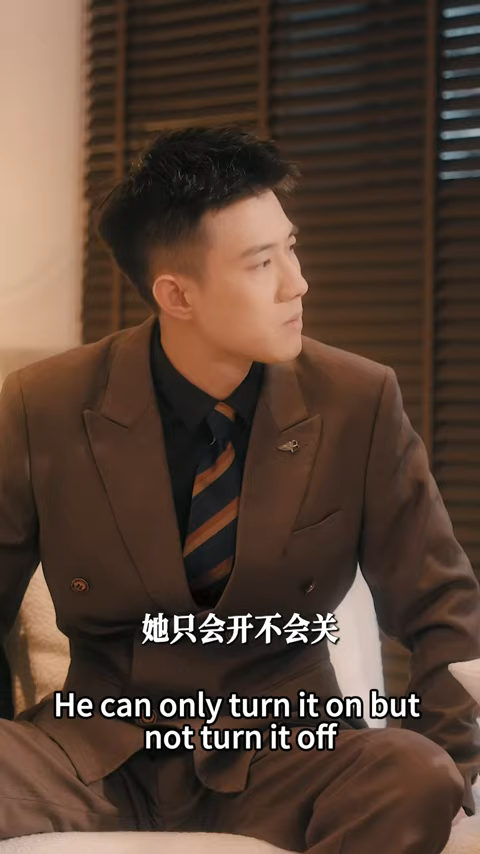 她只会开不会关
He can only turn it on but
not turn it off